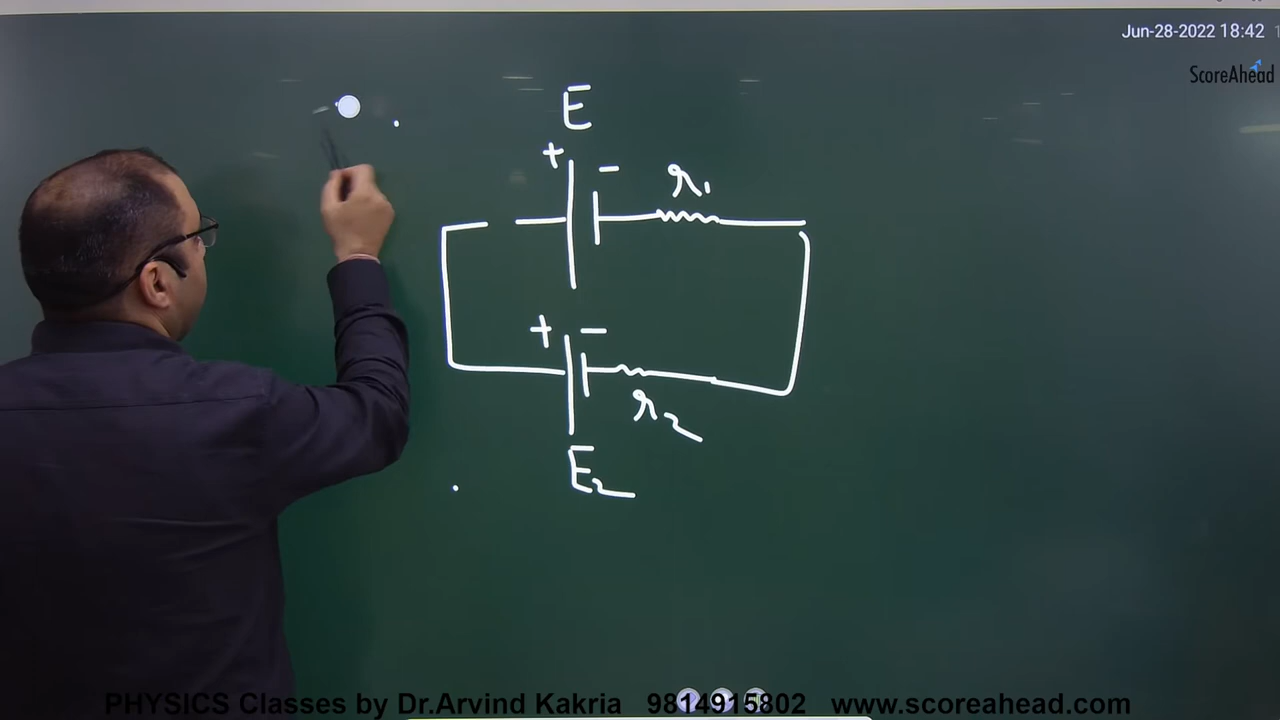 Jun-28-2022 18:42
ScoreAhead
E
+ -
r1
+ -
r2
E2
PHYSICS Classes by Dr.Arvind Kakria 9814915802 www.scoreahead.com